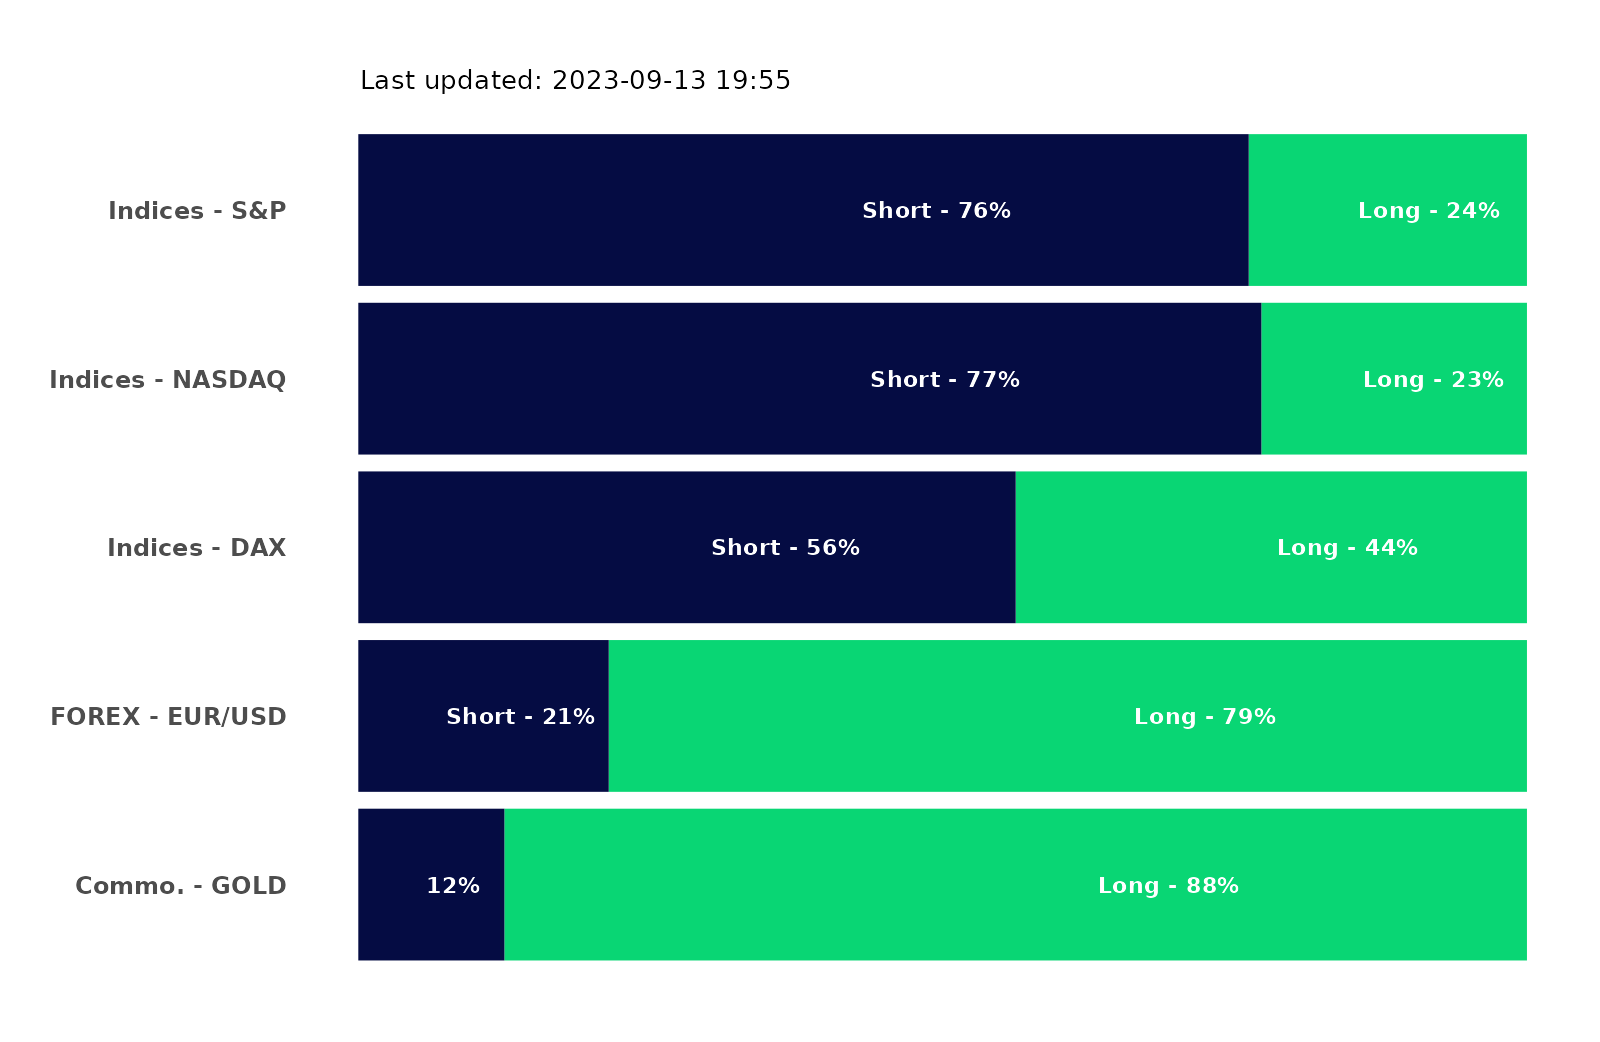 Last updated: 2023-09-13 19:55
Indices - S&P Short - 76% Long - 24%
Indices - NASDAQ Short - 77% Long - 23%
Indices - DAX Short - 56% Long - 44%
FOREX - EUR/USD Short - 21% Long - 79%
Commo. - GOLD 12% Long - 88%